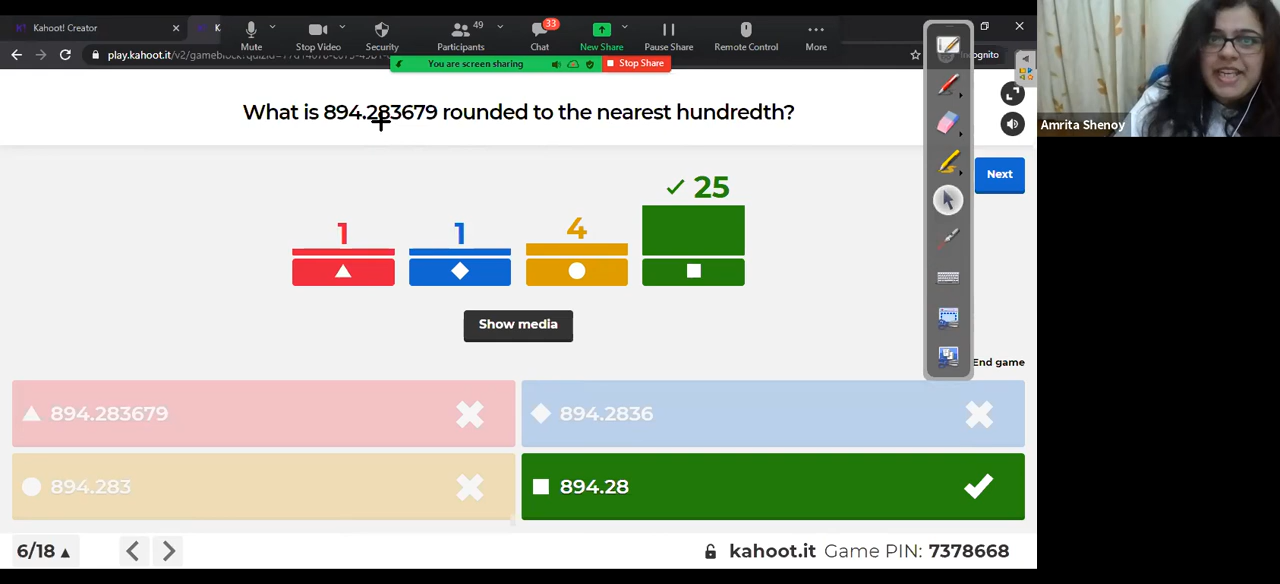 Kahoot! Creator
K
Mute
Stop Video
Security
49
Participants
33
Chat
New Share
Pause Share
Remote Control
More
play.kahoot.it/v2/gameblock
Incognito
You are screen sharing
Stop Share
Amrita Shenoy
What is 894.283679 rounded to the nearest hundredth?
Next
1
1
4
25
Show media
End game
894.283679
894.2836
894.283
894.28
6/18
kahoot.it Game PIN: 7378668